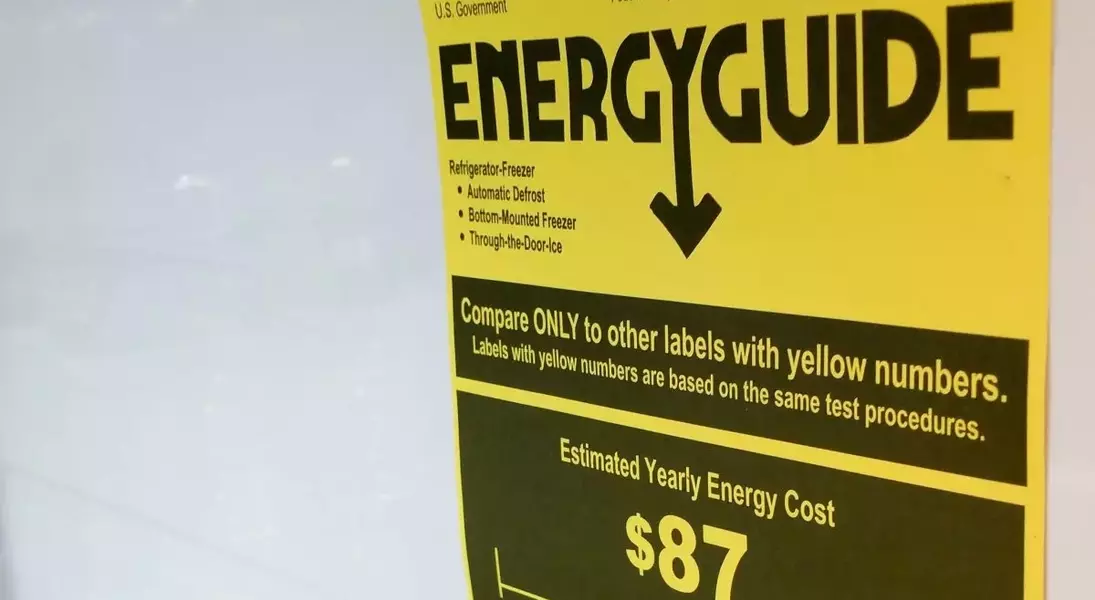 U.S. Government
ENERGYGUIDE
Refrigerator-Freezer
• Automatic Defrost
• Bottom-Mounted Freezer
• Through-the-Door-Ice
Compare ONLY to other labels with yellow numbers.
Labels with yellow numbers are based on the same test procedures.
Estimated Yearly Energy Cost
$87